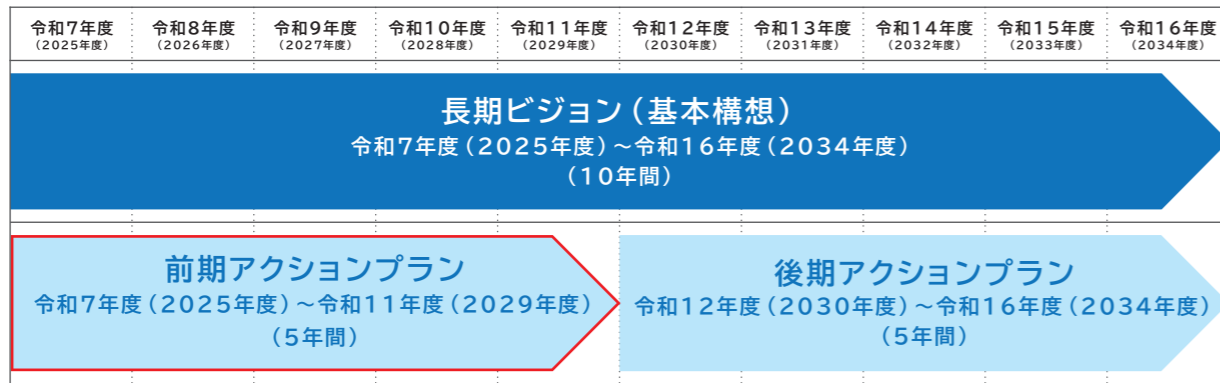 令和7年度 令和8年度 令和9年度 令和10年度 令和11年度 令和12年度 令和13年度 令和14年度 令和15年度 令和16年度
(2025年度) (2026年度) (2027年度) (2028年度) (2029年度) (2030年度) (2031年度) (2032年度) (2033年度) (2034年度)
長期ビジョン(基本構想)
令和7年度(2025年度)~令和16年度(2034年度)
(10年間)
前期アクションプラン
令和7年度(2025年度)~令和11年度(2029年度)
(5年間)
後期アクションプラン
令和12年度(2030年度)~令和16年度(2034年度)
(5年間)